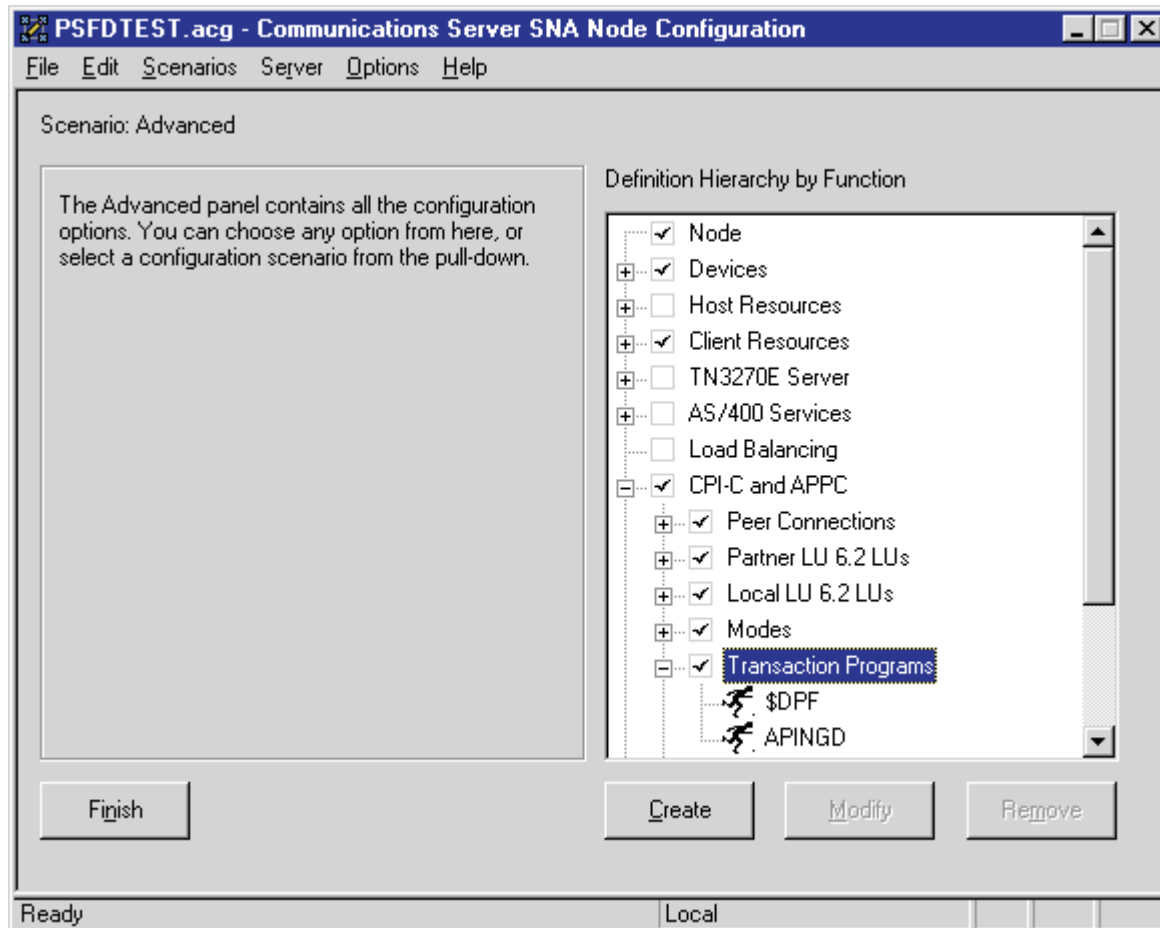 PSFDTEST.acg - Communications Server SNA Node Configuration
File Edit Scenarios Server Options Help
Scenario: Advanced
The Advanced panel contains all the configuration
options. You can choose any option from here, or
select a configuration scenario from the pull-down.
Definition Hierarchy by Function
Node
Devices
Host Resources
Client Resources
TN3270E Server
AS/400 Services
Load Balancing
CPI-C and APPC
Peer Connections
Partner LU 6.2 LUs
Local LU 6.2 LUs
Modes
Transaction Programs
$DPF
APINGD
Finish
Create
Modify
Remove
Ready
Local